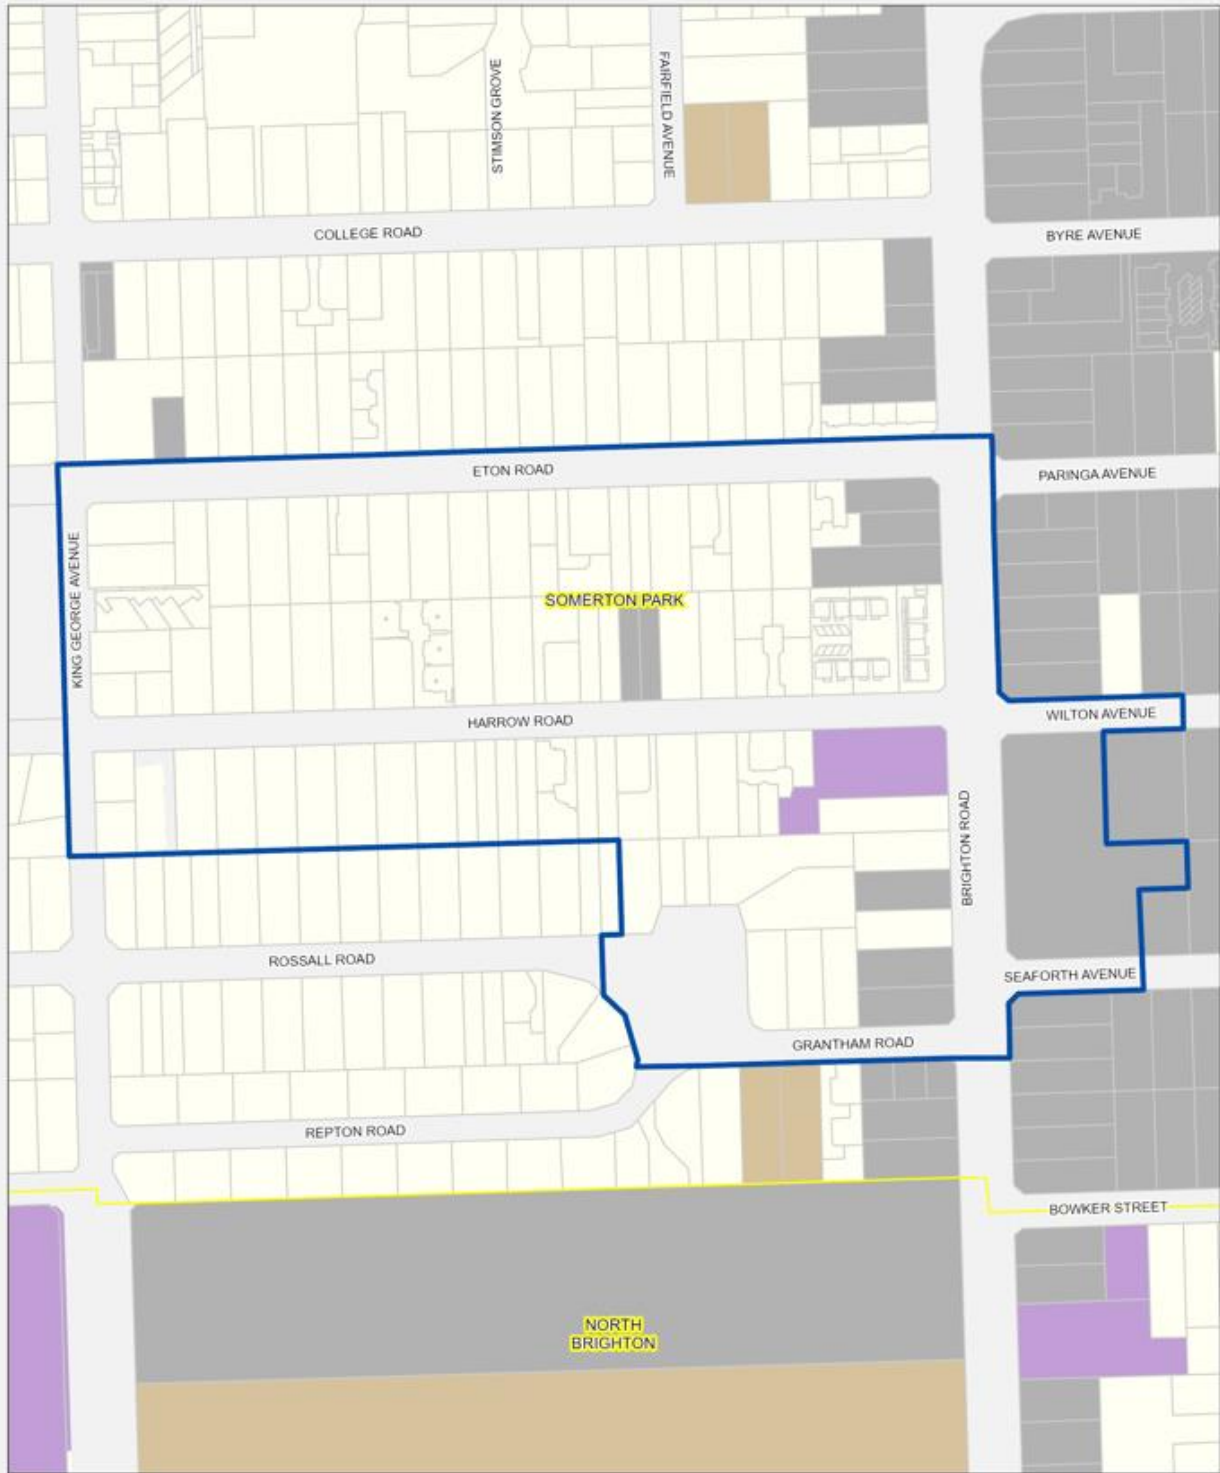 STIMSON GROVE
FAIRFIELD AVENUE
COLLEGE ROAD
BYRE AVENUE
ETON ROAD
PARINGA AVENUE
KING GEORGE AVENUE
SOMERTON PARK
HARROW ROAD
WILTON AVENUE
BRIGHTON ROAD
ROSSALL ROAD
SEAFORTH AVENUE
GRANTHAM ROAD
REPTON ROAD
BOWKER STREET
NORTH
BRIGHTON